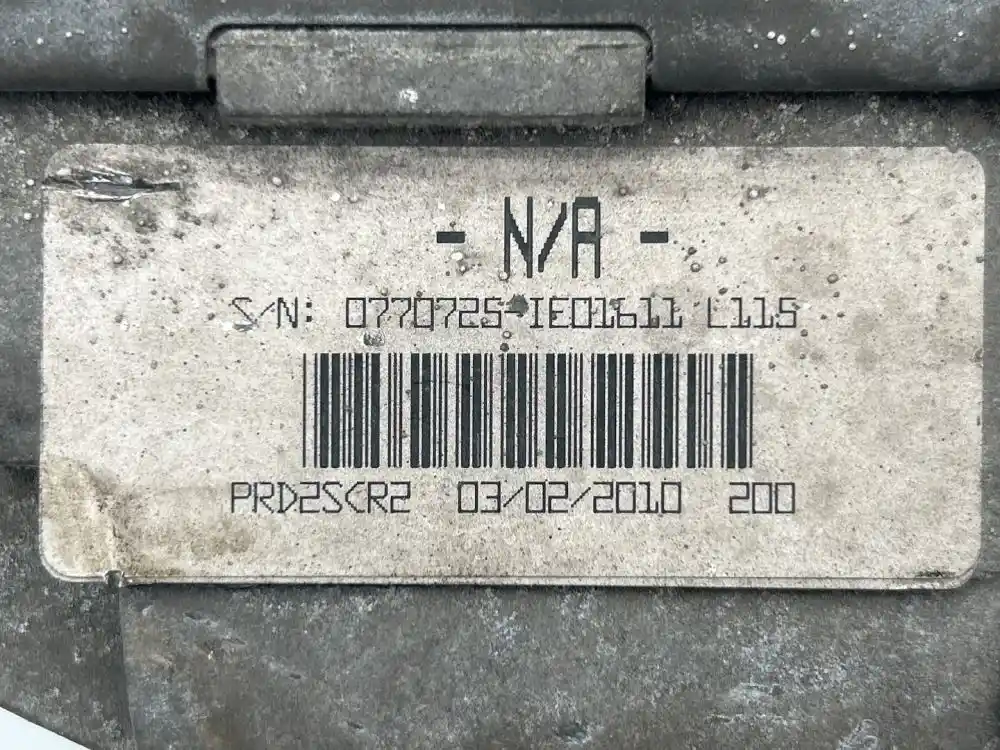 - N/A -
S/N: 0770725-IE01611 L115
PRD2SCR2 03/02/2010 200